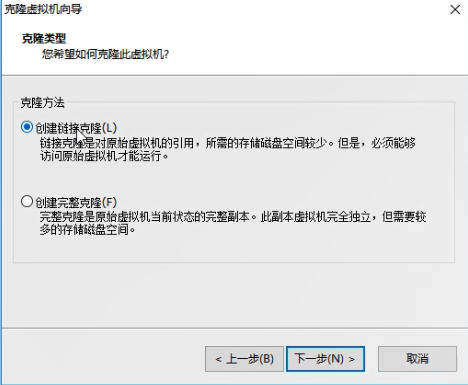 克隆虚拟机向导
克隆类型
您希望如何克隆此虚拟机?
克隆方法
创建链接克隆(L)
链接克隆是对原始虚拟机的引用，所需的存储磁盘空间较少。但是，必须能够
访问原始虚拟机才能运行。
创建完整克隆(F)
完整克隆是原始虚拟机当前状态的完整副本。此副本虚拟机完全独立，但需要较
多的存储磁盘空间。
< 上一步(B) 下一步(N) > 取消